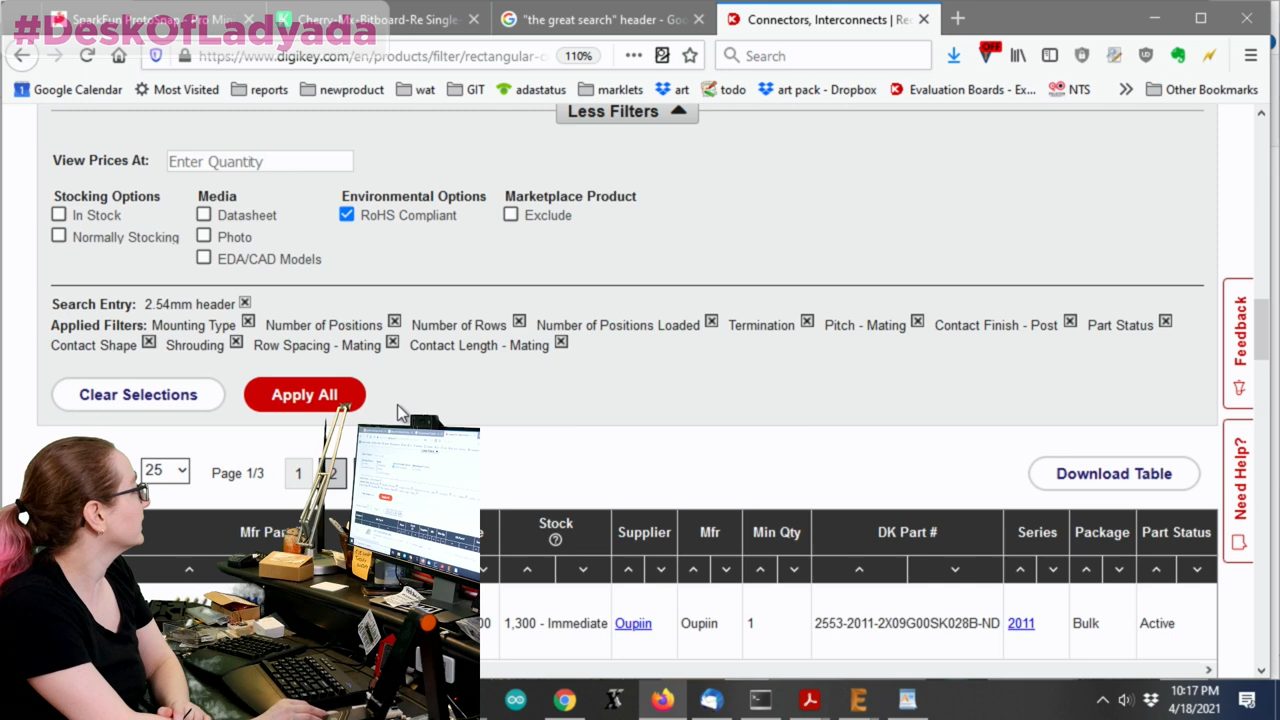 #DeskOfLadyada
SparkFun ProtoSnap - Pro Min
Cherry-Mx-Bitboard-Re Single-
"the great search" header - Goo
Connectors, Interconnects | Re
https://www.digikey.com/en/products/filter/rectangular-c
110%
Search
OFF
Google Calendar
Most Visited
reports
newproduct
wat
GIT
adastatus
marklets
art
todo
art pack - Dropbox
Evaluation Boards - Ex...
NTS
Other Bookmarks
Less Filters
View Prices At:
Enter Quantity
Stocking Options
Media
Environmental Options
Marketplace Product
In Stock
Datasheet
RoHS Compliant
Exclude
Normally Stocking
Photo
EDA/CAD Models
Search Entry: 2.54mm header
Applied Filters: Mounting Type Number of Positions Number of Rows Number of Positions Loaded Termination Pitch - Mating Contact Finish - Post Part Status
Contact Shape Shrouding Row Spacing - Mating Contact Length - Mating
Clear Selections
Apply All
25
Page 1/3
1
2
Download Table
Mfr Par
Stock
Supplier
Mfr
Min Qty
DK Part #
Series
Package
Part Status
1,300 - Immediate
Oupiin
Oupiin
1
2553-2011-2X09G00SK028B-ND
2011
Bulk
Active
Feedback
Need Help?
10:17 PM
4/18/2021